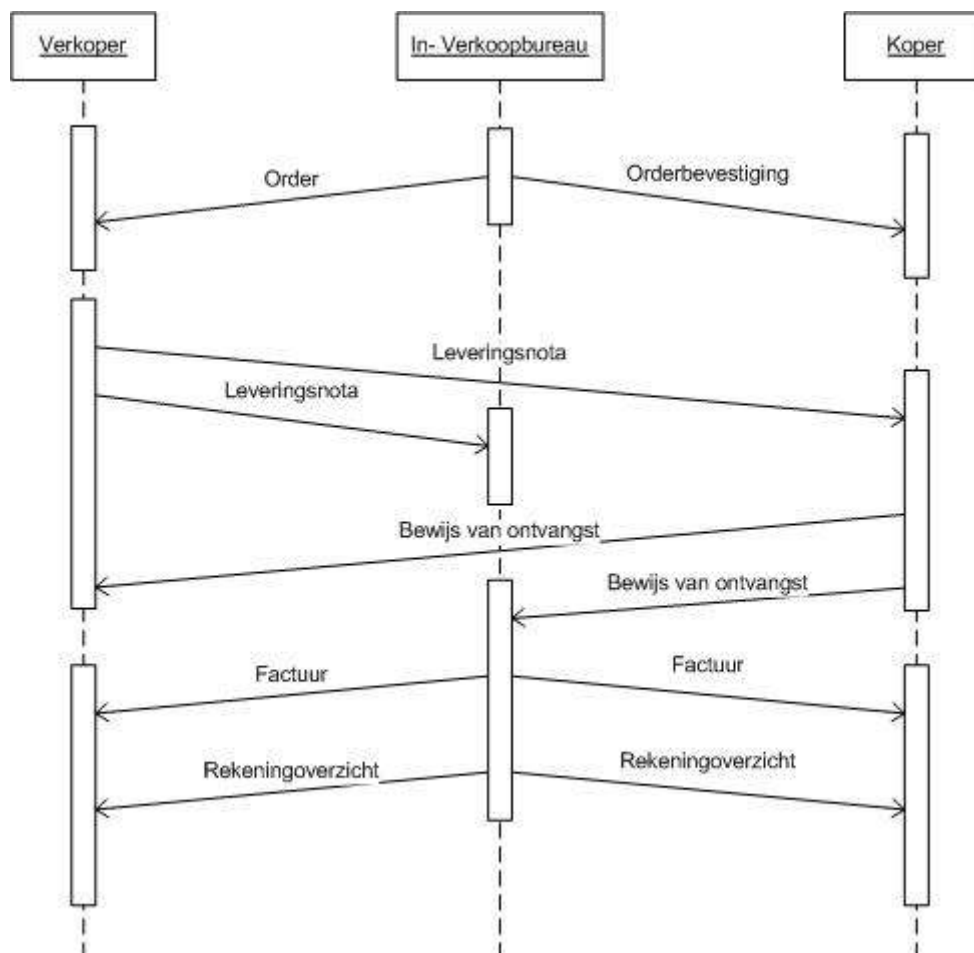 Verkoper
In- Verkoopbureau
Koper
Order
Orderbevestiging
Leveringsnota
Leveringsnota
Bewijs van ontvangst
Bewijs van ontvangst
Factuur
Factuur
Rekeningoverzicht
Rekeningoverzicht